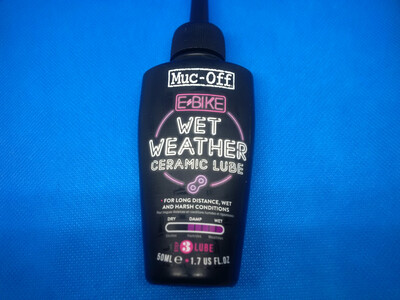 Muc-Off
E-BIKE
WET
WEATHER
CERAMIC LUBE
• FOR LONG DISTANCE, WET
AND HARSH CONDITIONS
DRY DAMP WET
3 LUBE
50ML ℮ • 1.7 US FL.OZ